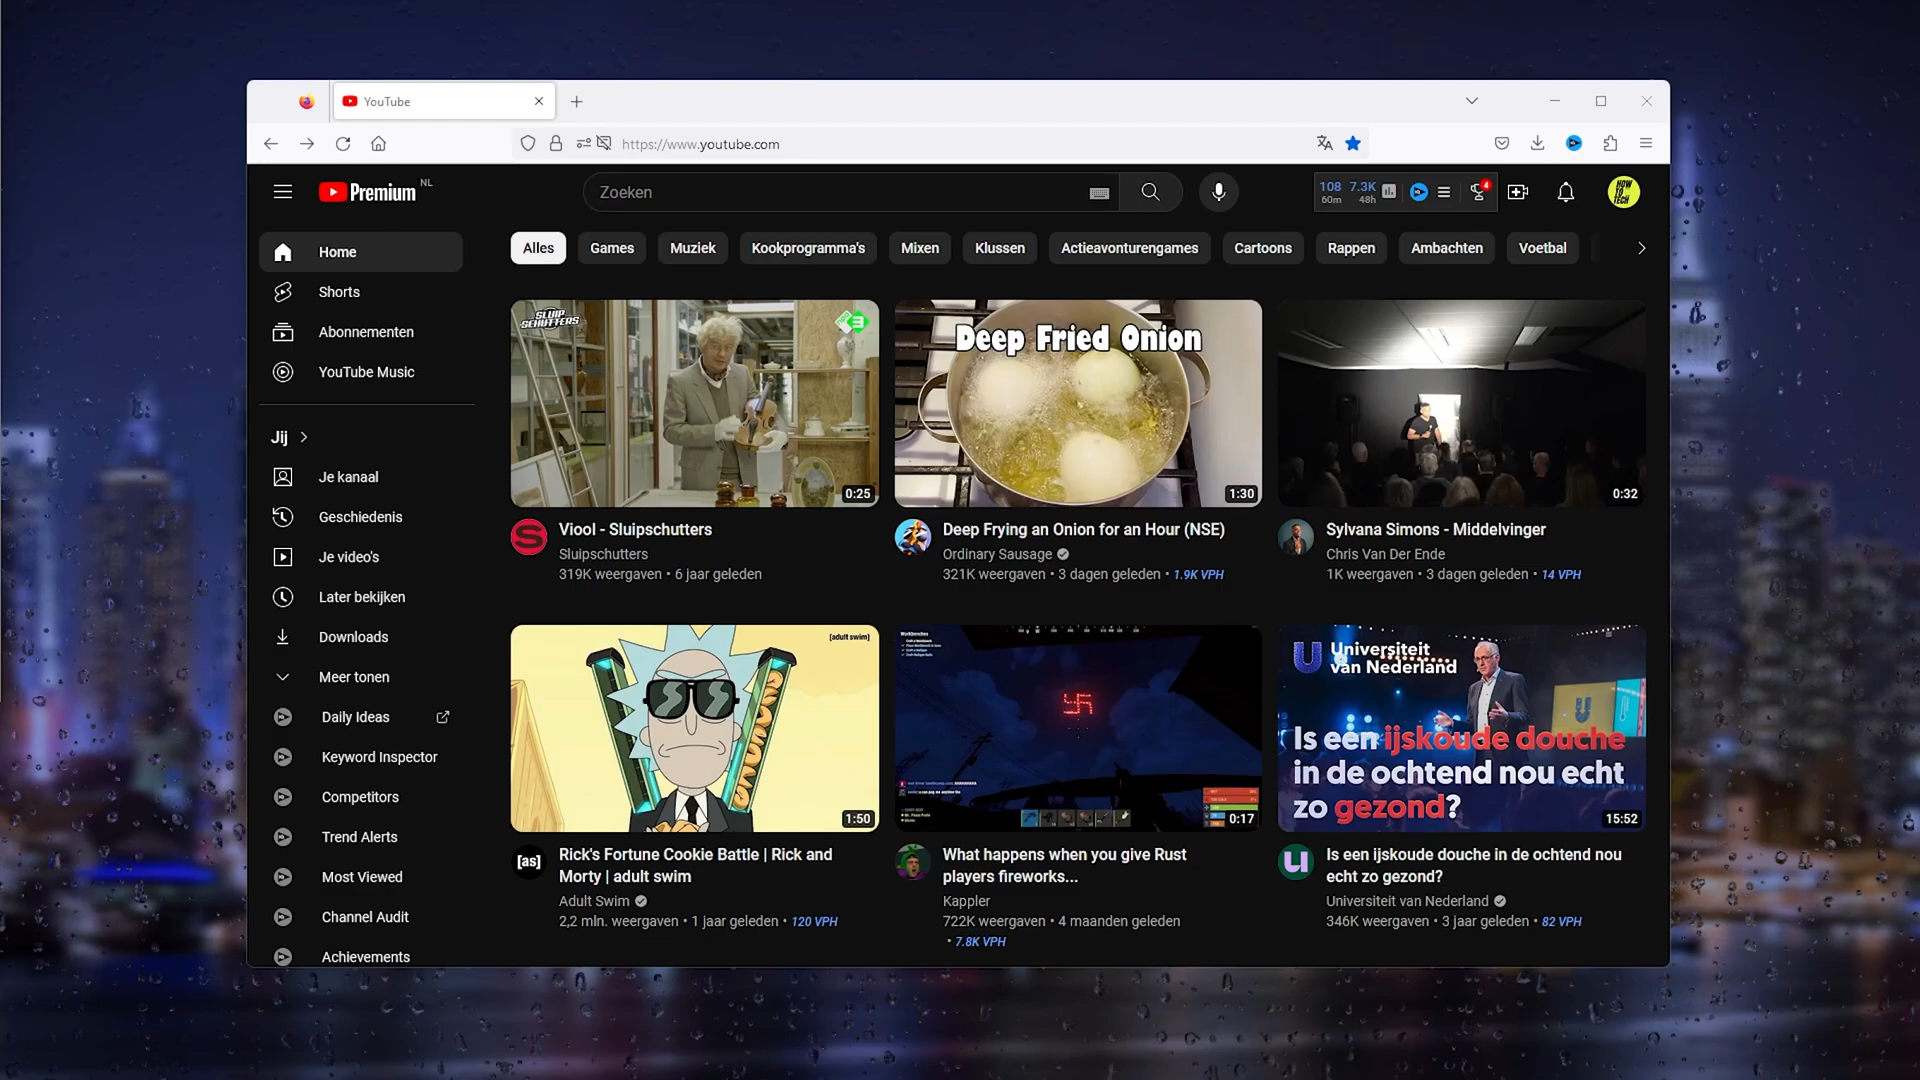 YouTube
https://www.youtube.com
Premium NL
Zoeken
108 7.3K
60m 48h
4
HOW
TO
TECH
Alles Games Muziek Kookprogramma's Mixen Klussen Actieavonturengames Cartoons Rappen Ambachten Voetbal
Home
Shorts
Abonnementen
YouTube Music
Jij
Je kanaal
Geschiedenis
Je video's
Later bekijken
Downloads
Meer tonen
Daily Ideas
Keyword Inspector
Competitors
Trend Alerts
Most Viewed
Channel Audit
Achievements
SLUIP
SCHUTTERS
3
0:25
Viool - Sluipschutters
Sluipschutters
319K weergaven • 6 jaar geleden
Deep Fried Onion
1:30
Deep Frying an Onion for an Hour (NSE)
Ordinary Sausage
321K weergaven • 3 dagen geleden • 1.9K VPH
0:32
Sylvana Simons - Middelvinger
Chris Van Der Ende
1K weergaven • 3 dagen geleden • 14 VPH
[adult swim]
1:50
[as]
Rick's Fortune Cookie Battle | Rick and
Morty | adult swim
Adult Swim
2,2 mln. weergaven • 1 jaar geleden • 120 VPH
0:17
What happens when you give Rust
players fireworks...
Kappler
722K weergaven • 4 maanden geleden
• 7.8K VPH
Universiteit
van Nederland
Is een ijskoude douche
in de ochtend nou echt
zo gezond?
15:52
Is een ijskoude douche in de ochtend nou
echt zo gezond?
Universiteit van Nederland
346K weergaven • 3 jaar geleden • 82 VPH